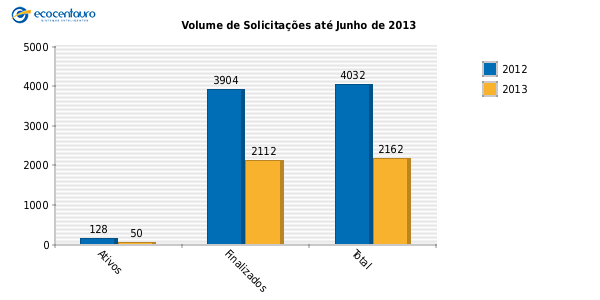 ecocentauro
Volume de Solicitações até Junho de 2013
5000
4000
3000
2000
1000
0
128
50
3904
2112
4032
2162
Ativos
Finalizados
Total
2012
2013